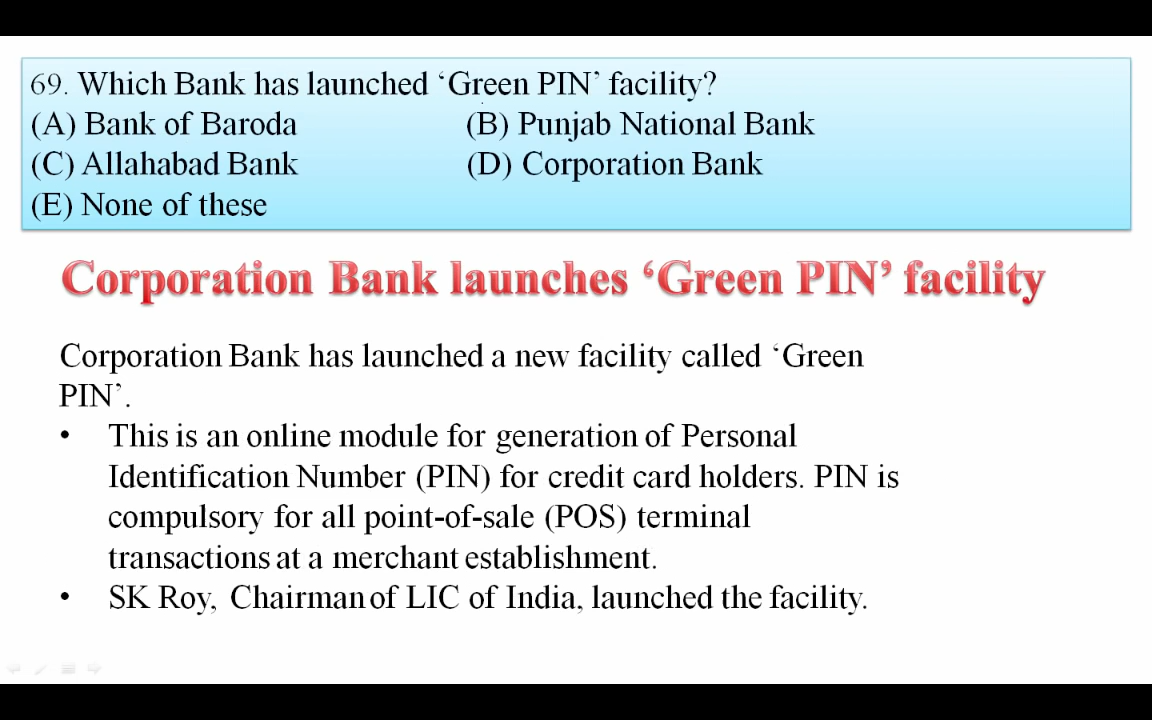 69. Which Bank has launched ‘Green PIN’ facility?
(A) Bank of Baroda (B) Punjab National Bank
(C) Allahabad Bank (D) Corporation Bank
(E) None of these
Corporation Bank launches ‘Green PIN’ facility
Corporation Bank has launched a new facility called ‘Green
PIN’.
• This is an online module for generation of Personal
Identification Number (PIN) for credit card holders. PIN is
compulsory for all point-of-sale (POS) terminal
transactions at a merchant establishment.
• SK Roy, Chairman of LIC of India, launched the facility.